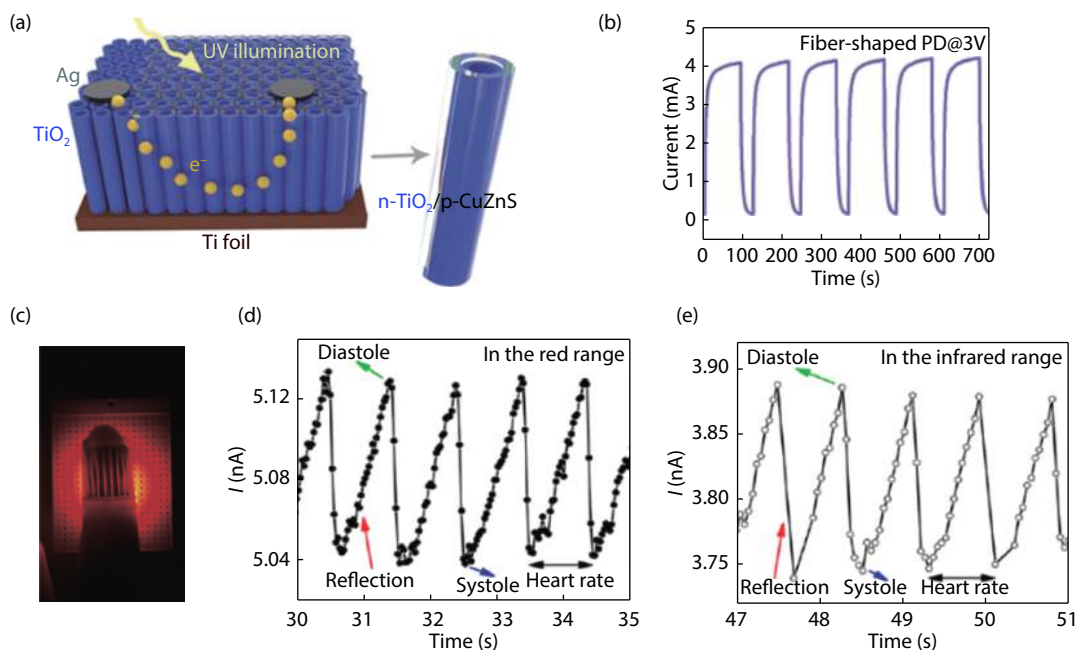 (a)
UV illumination
Ag
TiO₂
e⁻
n-TiO₂/p-CuZnS
Ti foil
(b)
Fiber-shaped PD@3V
Current (mA)
5
4
3
2
1
0
0 100 200 300 400 500 600 700
Time (s)
(c)
(d)
Diastole
In the red range
I (nA)
5.12
5.08
5.04
Reflection
Systole
Heart rate
30 31 32 33 34 35
Time (s)
(e)
Diastole
In the infrared range
I (nA)
3.90
3.85
3.80
3.75
Reflection
Systole
Heart rate
47 48 49 50 51
Time (s)